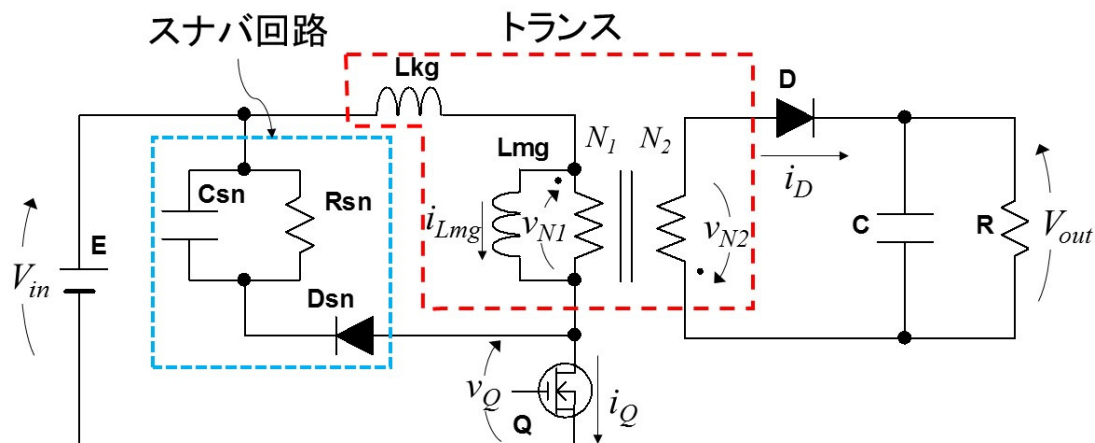 スナバ回路
トランス
Lkg
D
Lmg
N1
N2
iD
Csn
Rsn
iLmg
vN1
vN2
C
R
Vout
E
Vin
Dsn
vQ
Q
iQ